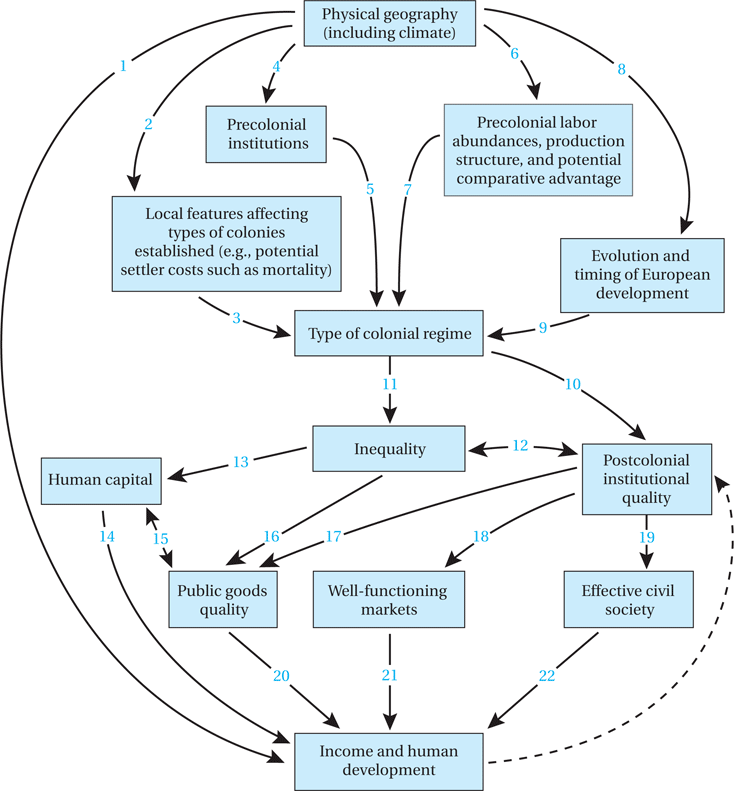 Physical geography
(including climate)
1
2
4
6
8
Precolonial
institutions
Precolonial labor
abundances, production
structure, and potential
comparative advantage
5
7
Local features affecting
types of colonies
established (e.g., potential
settler costs such as mortality)
Evolution and
timing of European
development
3
9
Type of colonial regime
11
10
Inequality
12
13
Human capital
Postcolonial
institutional
quality
14
15
16
17
18
19
Public goods
quality
Well-functioning
markets
Effective civil
society
20
21
22
Income and human
development